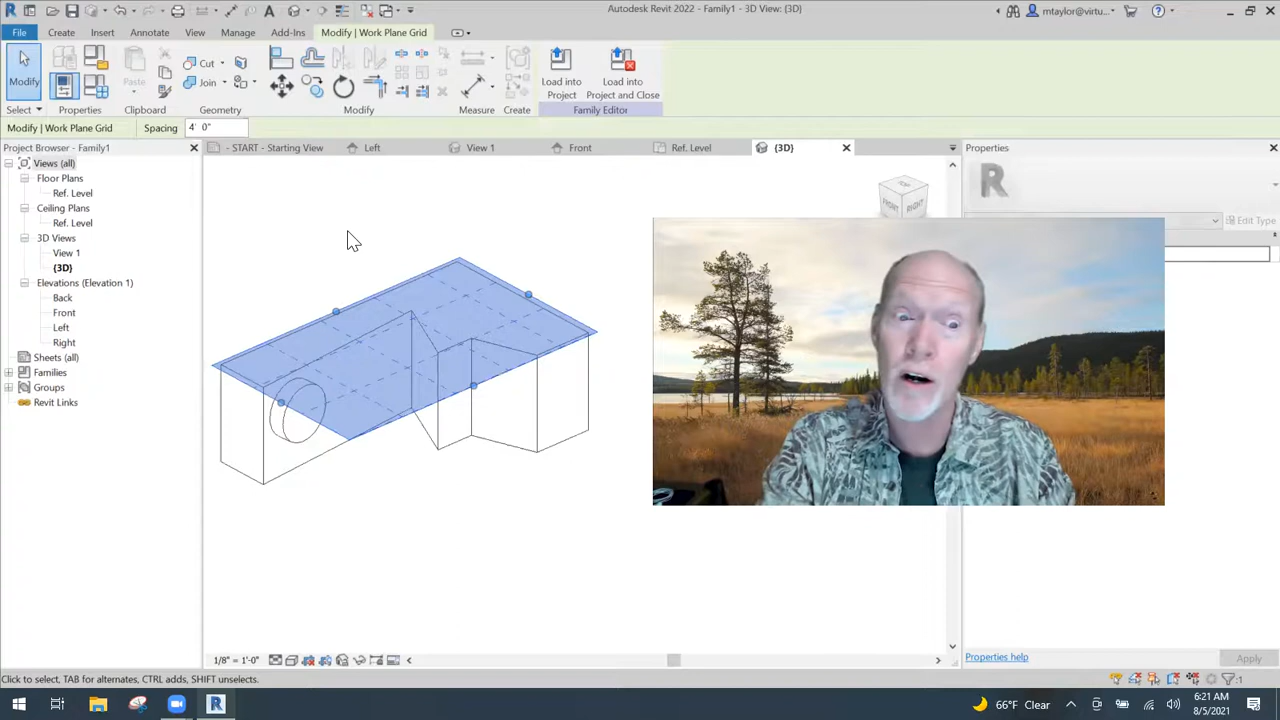 Autodesk Revit 2022 - Family1 - 3D View: {3D}
mtaylor@virtu...
File Create Insert Annotate View Manage Add-Ins Modify | Work Plane Grid
Modify
Paste
Cut
Join
Load into
Project
Load into
Project and Close
Select Properties Clipboard Geometry Modify Measure Create Family Editor
Modify | Work Plane Grid Spacing 4' 0"
Project Browser - Family1
- START - Starting View Left View 1 Front Ref. Level {3D}
Properties
Views (all)
Floor Plans
Ref. Level
Ceiling Plans
Ref. Level
3D Views
View 1
{3D}
Elevations (Elevation 1)
Back
Front
Left
Right
Sheets (all)
Families
Groups
Revit Links
TOP
FRONT
RIGHT
R
Edit Type
1/8" = 1'-0"
Properties help
Apply
Click to select, TAB for alternates, CTRL adds, SHIFT unselects.
:1
66°F Clear
6:21 AM
8/5/2021